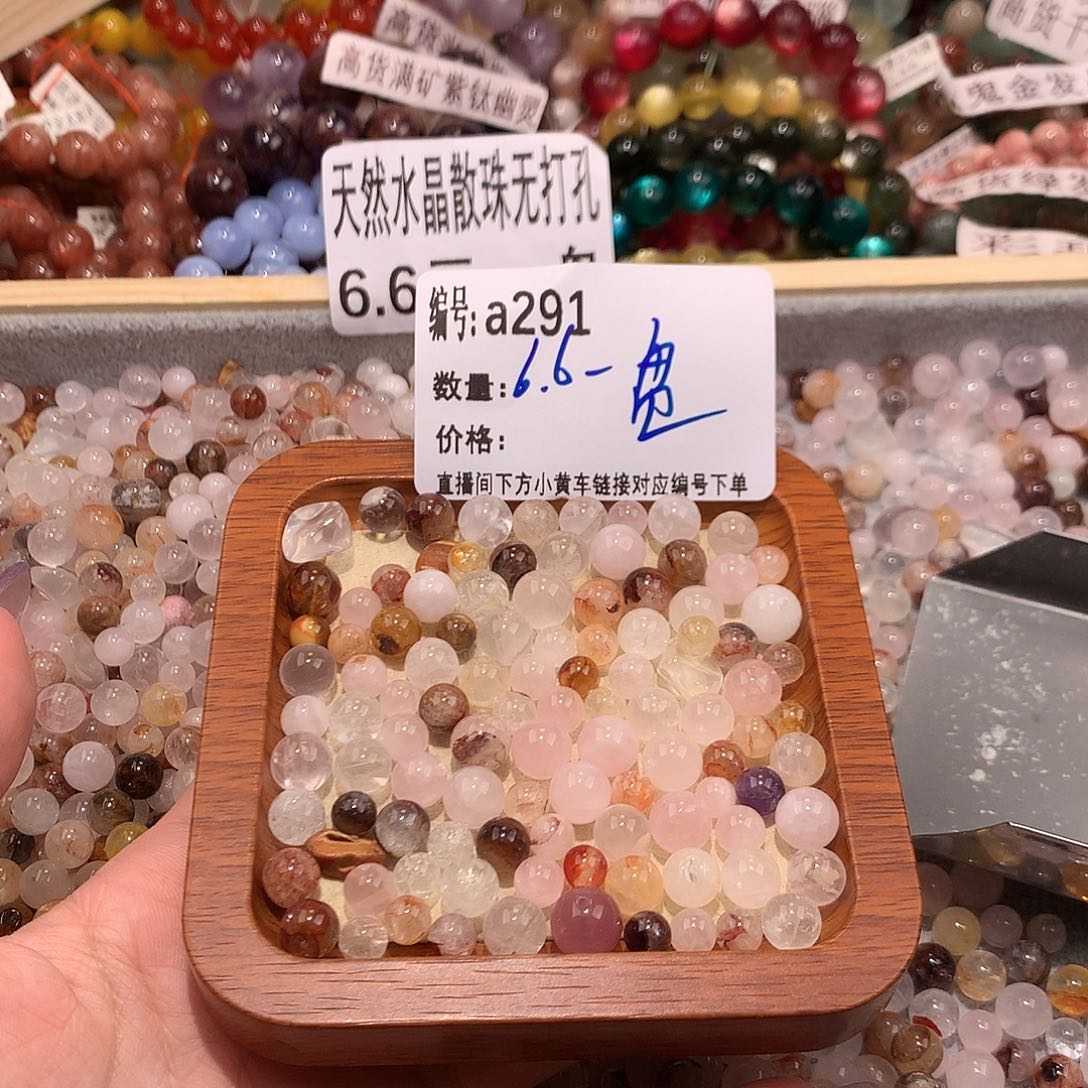 高货
高货满矿紫钛幽灵
鬼金发
天然水晶散珠无打孔
6.6
编号:a291
数量:6.6一盘
价格:
直播间下方小黄车链接对应编号下单